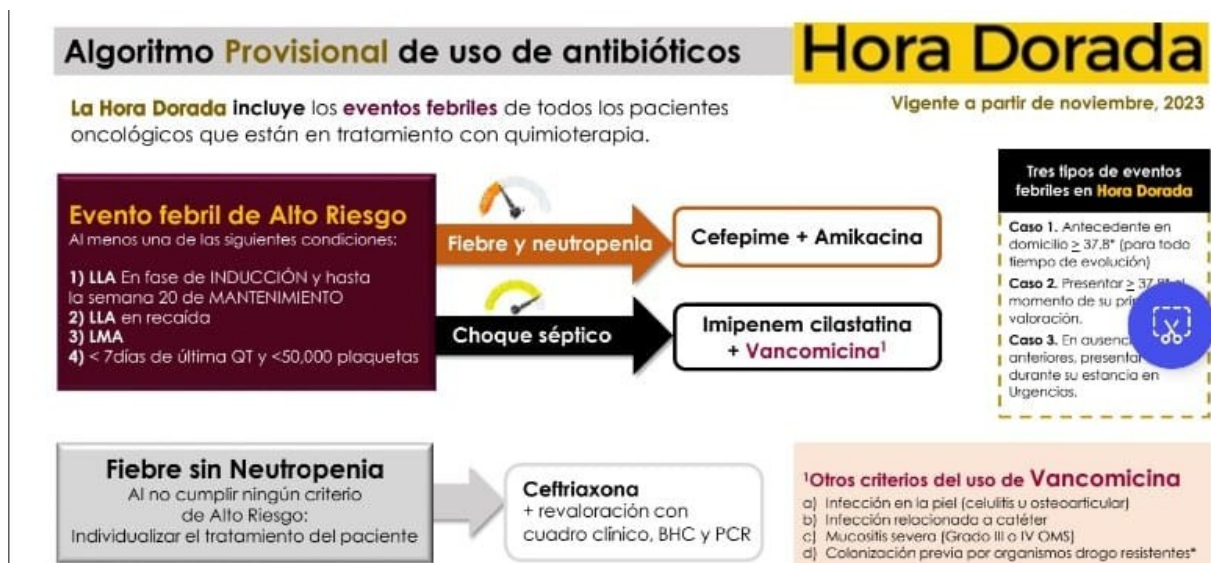 Algoritmo Provisional de uso de antibióticos
Hora Dorada
Vigente a partir de noviembre, 2023
La Hora Dorada incluye los eventos febriles de todos los pacientes
oncológicos que están en tratamiento con quimioterapia.
Evento febril de Alto Riesgo
Al menos una de las siguientes condiciones:
1) LLA En fase de INDUCCIÓN y hasta
la semana 20 de MANTENIMIENTO
2) LLA en recaída
3) LMA
4) < 7días de última QT y <50,000 plaquetas
Fiebre y neutropenia
Cefepime + Amikacina
Choque séptico
Imipenem cilastatina
+ Vancomicina¹
Tres tipos de eventos
febriles en Hora Dorada
Caso 1. Antecedente en
domicilio ≥ 37.8° (para todo
tiempo de evolución)
Caso 2. Presentar ≥
momento de su
valoración.
Caso 3. En
anteriores, presentar
durante su estancia en
Urgencias.
Fiebre sin Neutropenia
Al no cumplir ningún criterio
de Alto Riesgo:
Individualizar el tratamiento del paciente
Ceftriaxona
+ revaloración con
cuadro clínico, BHC y PCR
¹Otros criterios del uso de Vancomicina
a) Infección en la piel (celulitis u osteoarticular)
b) Infección relacionada a catéter
c) Mucositis severa (Grado III o IV OMS)
d) Colonización previa por organismos drogo resistentes*